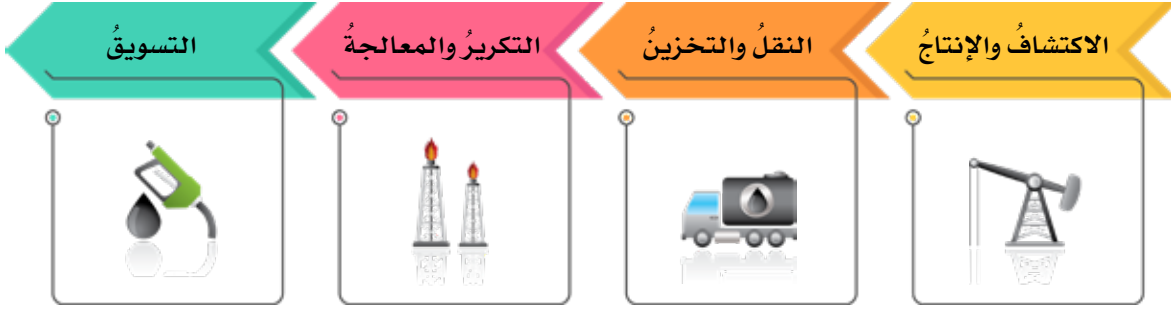 الاكتشافُ والإنتاجُ
النقلُ والتخزينُ
التكريرُ والمعالجةُ
التسويقُ